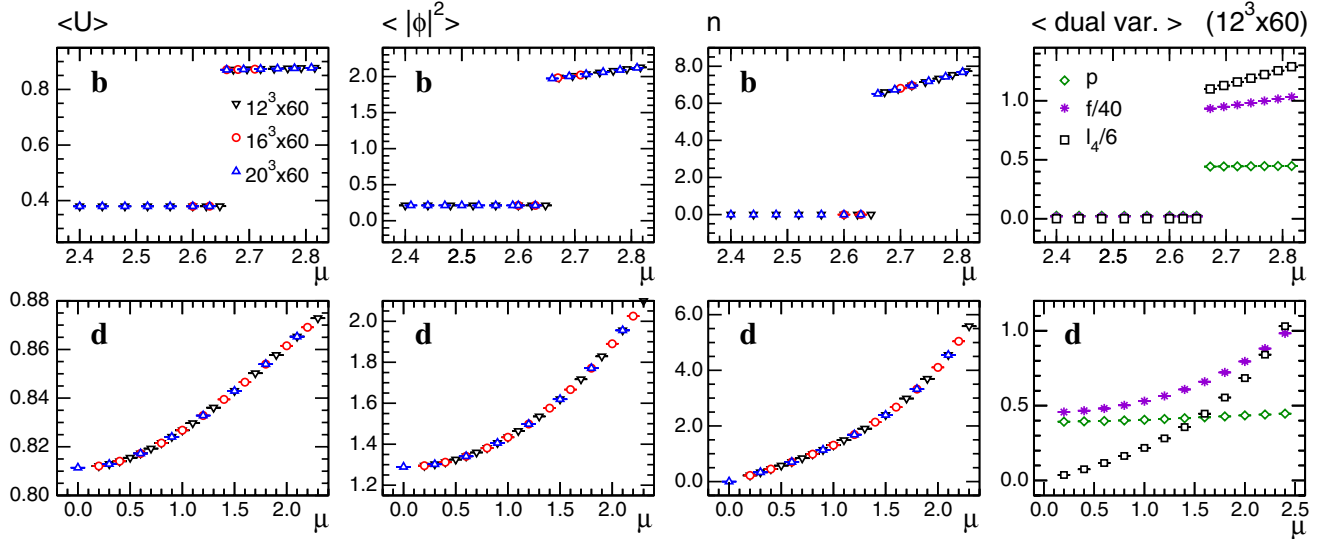 <U> < |ϕ|² > n < dual var. > (12³x60)
0.8 2.0 8.0 1.0
b b b
12³x60 p
1.5 6.0 f/40
16³x60 l₄/6
0.6 1.0 4.0 0.5
20³x60
0.5 2.0
0.4 0.0 0.0 0.0 b
2.4 2.5 2.6 2.7 2.8 2.4 2.5 2.6 2.7 2.8 2.4 2.5 2.6 2.7 2.8 2.4 2.5 2.6 2.7 2.8
μ μ μ μ
0.88 2.0 6.0 1.0
d d d d
0.86 1.8 4.0
0.84 1.6 0.5
0.82 1.4 2.0
0.80 1.2 0.0 0.0
0.0 0.5 1.0 1.5 2.0 0.0 0.5 1.0 1.5 2.0 0.0 0.5 1.0 1.5 2.0 0.0 0.5 1.0 1.5 2.0 2.5
μ μ μ μ